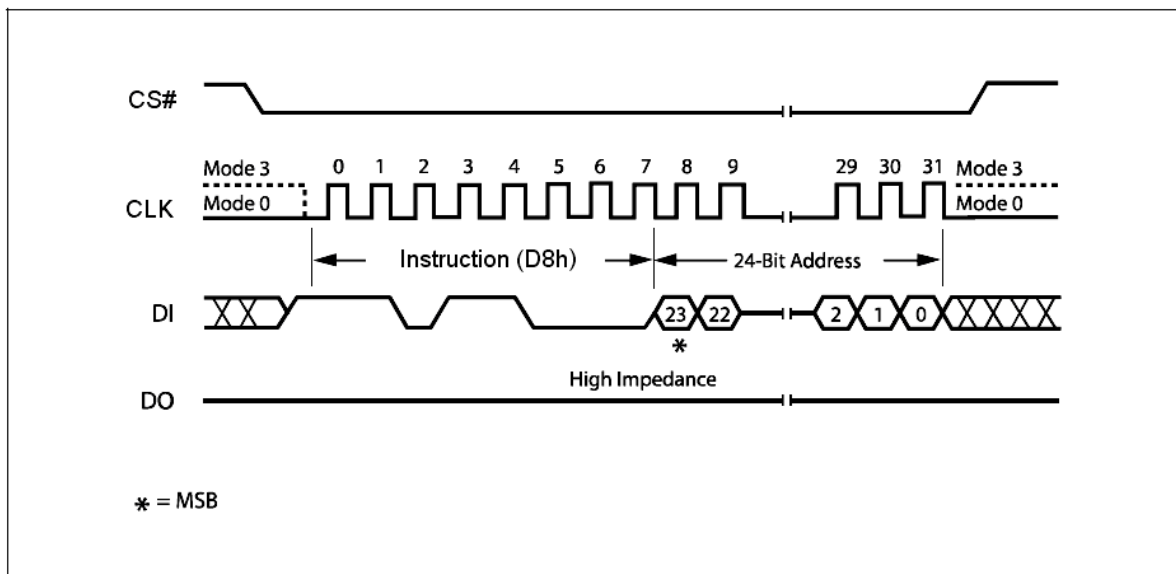 CS#
Mode 3 0 1 2 3 4 5 6 7 8 9 29 30 31 Mode 3
CLK Mode 0 Mode 0
Instruction (D8h) 24-Bit Address
DI 23 22 2 1 0
*
High Impedance
DO
* = MSB